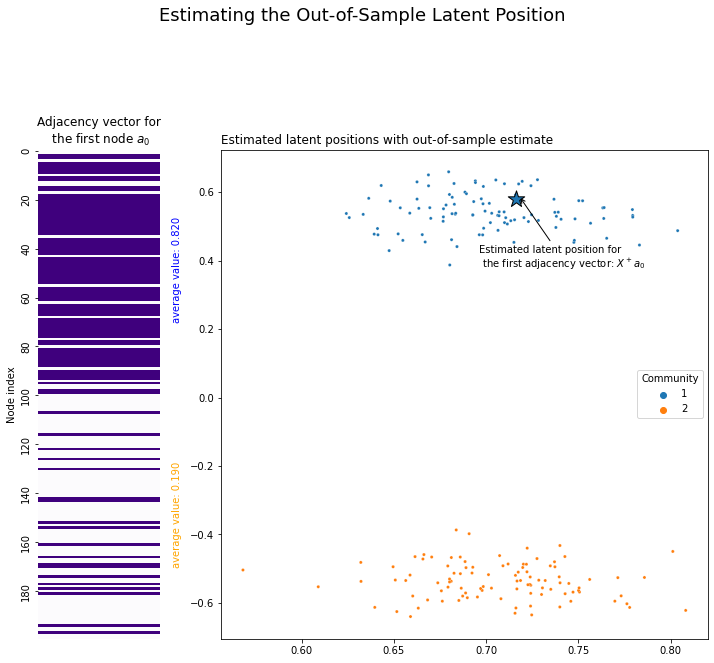 Estimating the Out-of-Sample Latent Position
Adjacency vector for
the first node a₀
0
20
40
60
80
100
120
140
160
180
Node index
average value: 0.820
average value: 0.190
Estimated latent positions with out-of-sample estimate
0.6
0.4
0.2
0.0
−0.2
−0.4
−0.6
Estimated latent position for
the first adjacency vector: X⁺a₀
Community
1
2
0.60
0.65
0.70
0.75
0.80